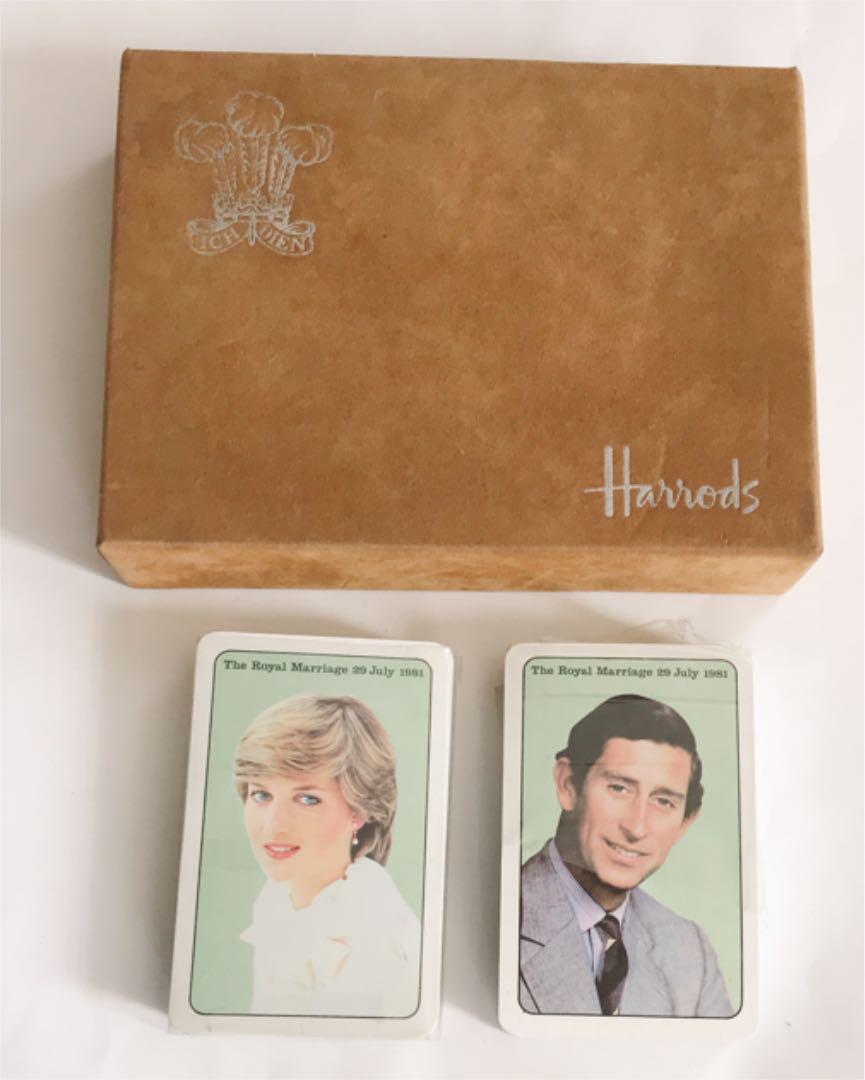 ICH DIEN
Harrods
The Royal Marriage 29 July 1981
The Royal Marriage 29 July 1981